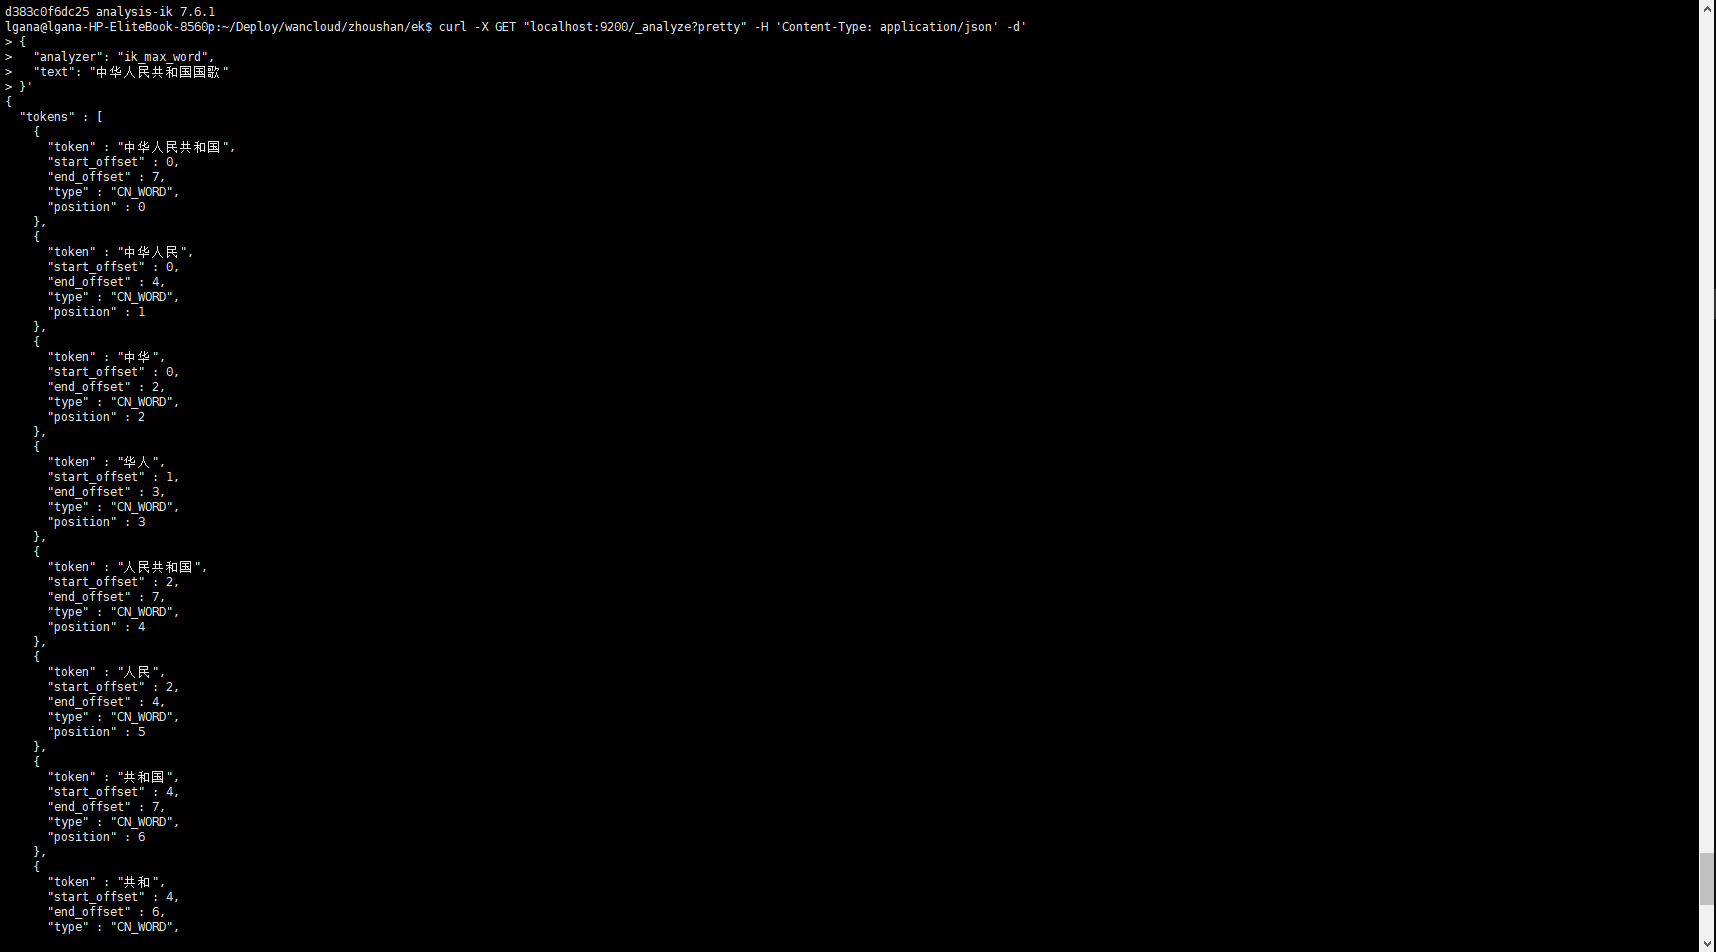 d383c0f6dc25 analysis-ik 7.6.1
lgana@lgana-HP-EliteBook-8560p:~/Deploy/wancloud/zhoushan/ek$ curl -X GET "localhost:9200/_analyze?pretty" -H 'Content-Type: application/json' -d'
> {
>   "analyzer": "ik_max_word",
>   "text": "中华人民共和国国歌"
> }'
{
  "tokens" : [
    {
      "token" : "中华人民共和国",
      "start_offset" : 0,
      "end_offset" : 7,
      "type" : "CN_WORD",
      "position" : 0
    },
    {
      "token" : "中华人民",
      "start_offset" : 0,
      "end_offset" : 4,
      "type" : "CN_WORD",
      "position" : 1
    },
    {
      "token" : "中华",
      "start_offset" : 0,
      "end_offset" : 2,
      "type" : "CN_WORD",
      "position" : 2
    },
    {
      "token" : "华人",
      "start_offset" : 1,
      "end_offset" : 3,
      "type" : "CN_WORD",
      "position" : 3
    },
    {
      "token" : "人民共和国",
      "start_offset" : 2,
      "end_offset" : 7,
      "type" : "CN_WORD",
      "position" : 4
    },
    {
      "token" : "人民",
      "start_offset" : 2,
      "end_offset" : 4,
      "type" : "CN_WORD",
      "position" : 5
    },
    {
      "token" : "共和国",
      "start_offset" : 4,
      "end_offset" : 7,
      "type" : "CN_WORD",
      "position" : 6
    },
    {
      "token" : "共和",
      "start_offset" : 4,
      "end_offset" : 6,
      "type" : "CN_WORD",